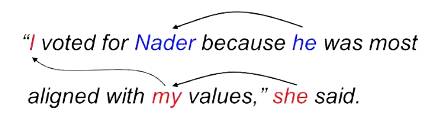 “I voted for Nader because he was most
aligned with my values,” she said.